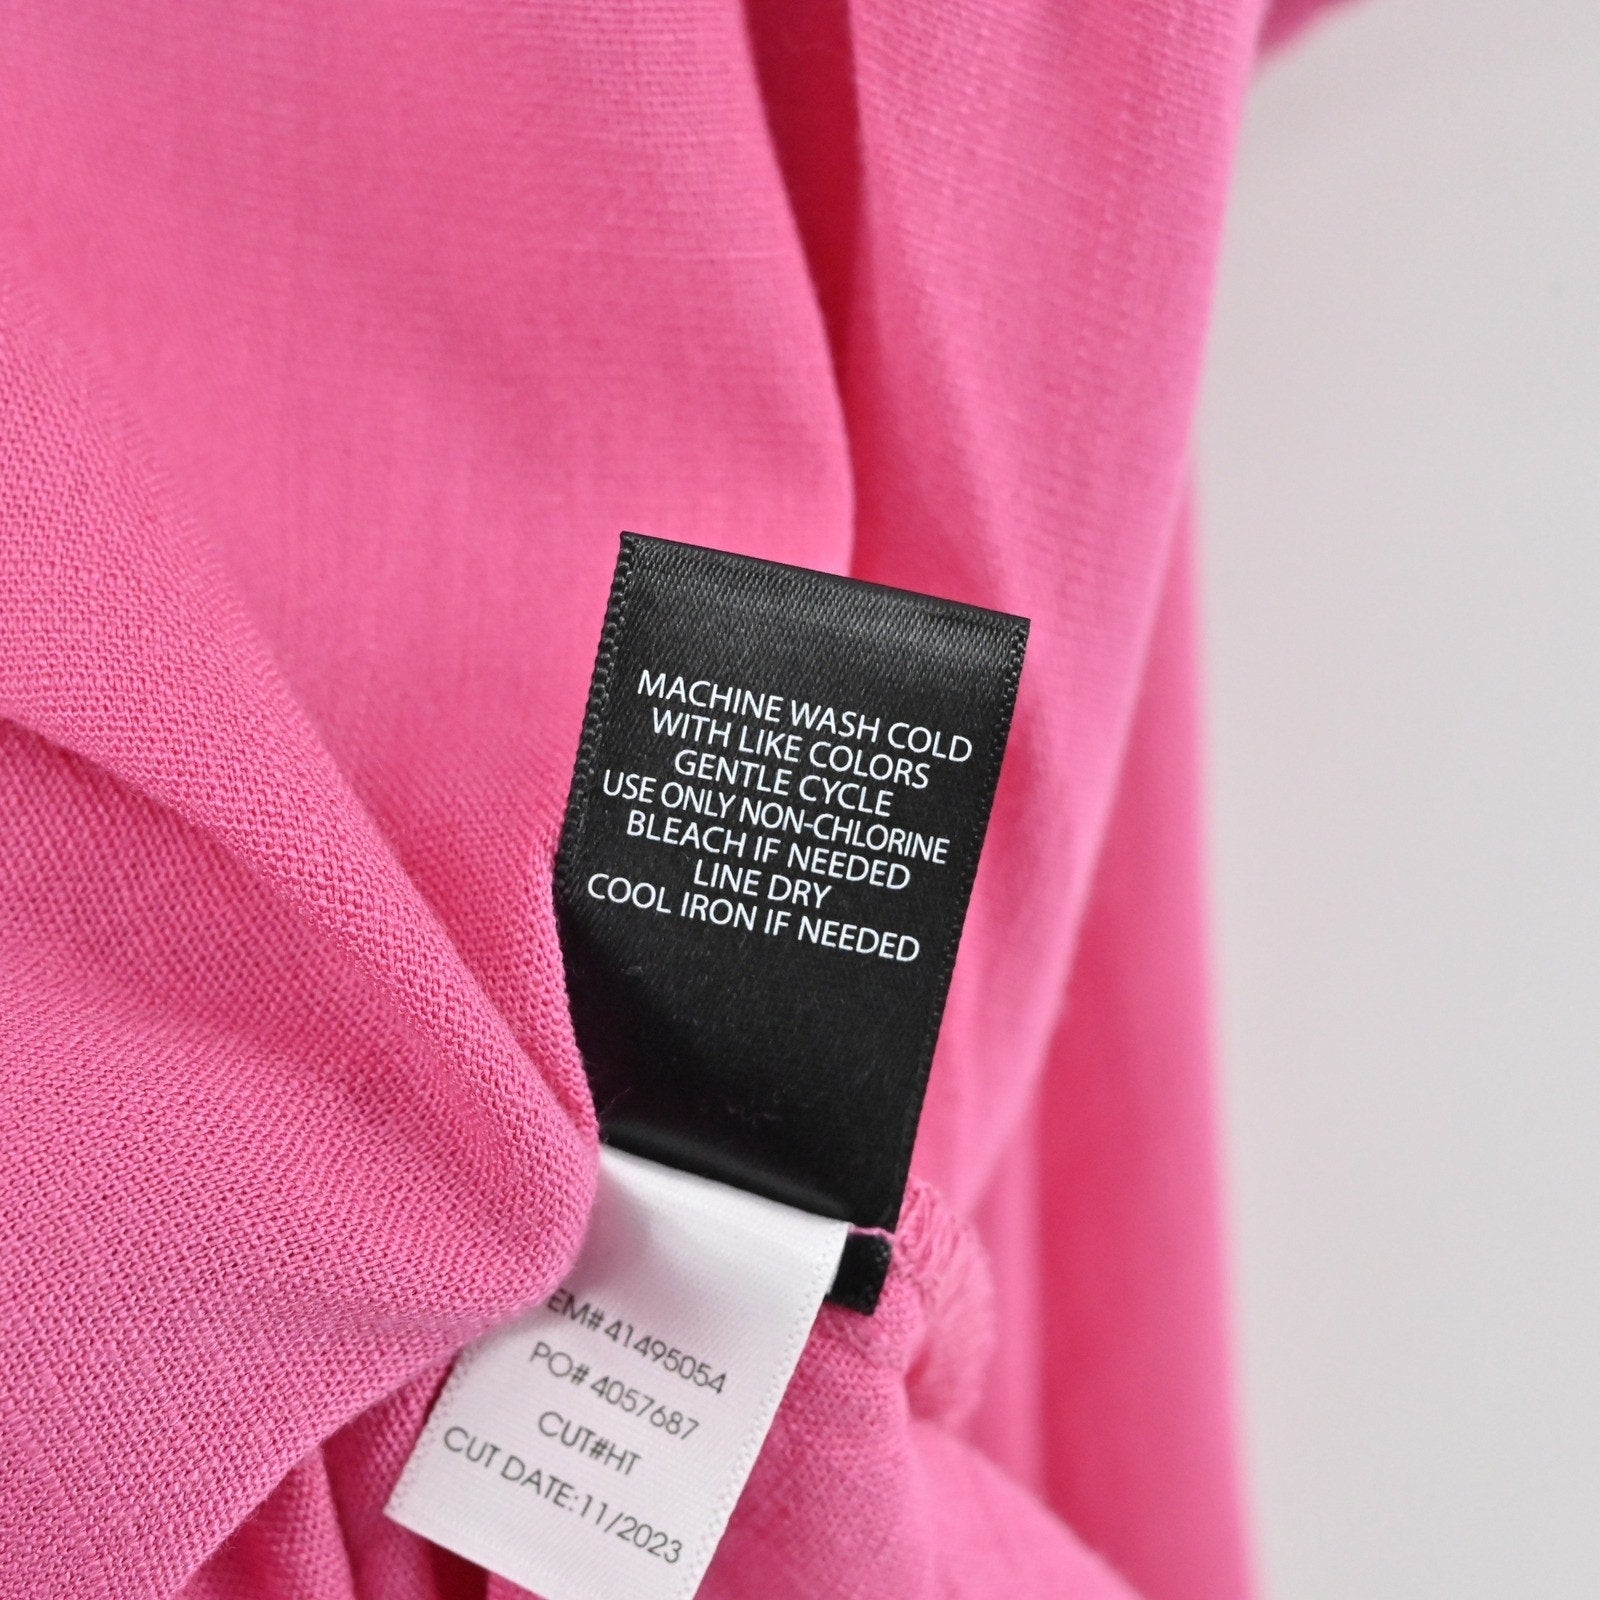 MACHINE WASH COLD
WITH LIKE COLORS
GENTLE CYCLE
USE ONLY NON-CHLORINE
BLEACH IF NEEDED
LINE DRY
COOL IRON IF NEEDED
EM# 41495054
PO# 4057687
CUT#HT
CUT DATE:11/2023